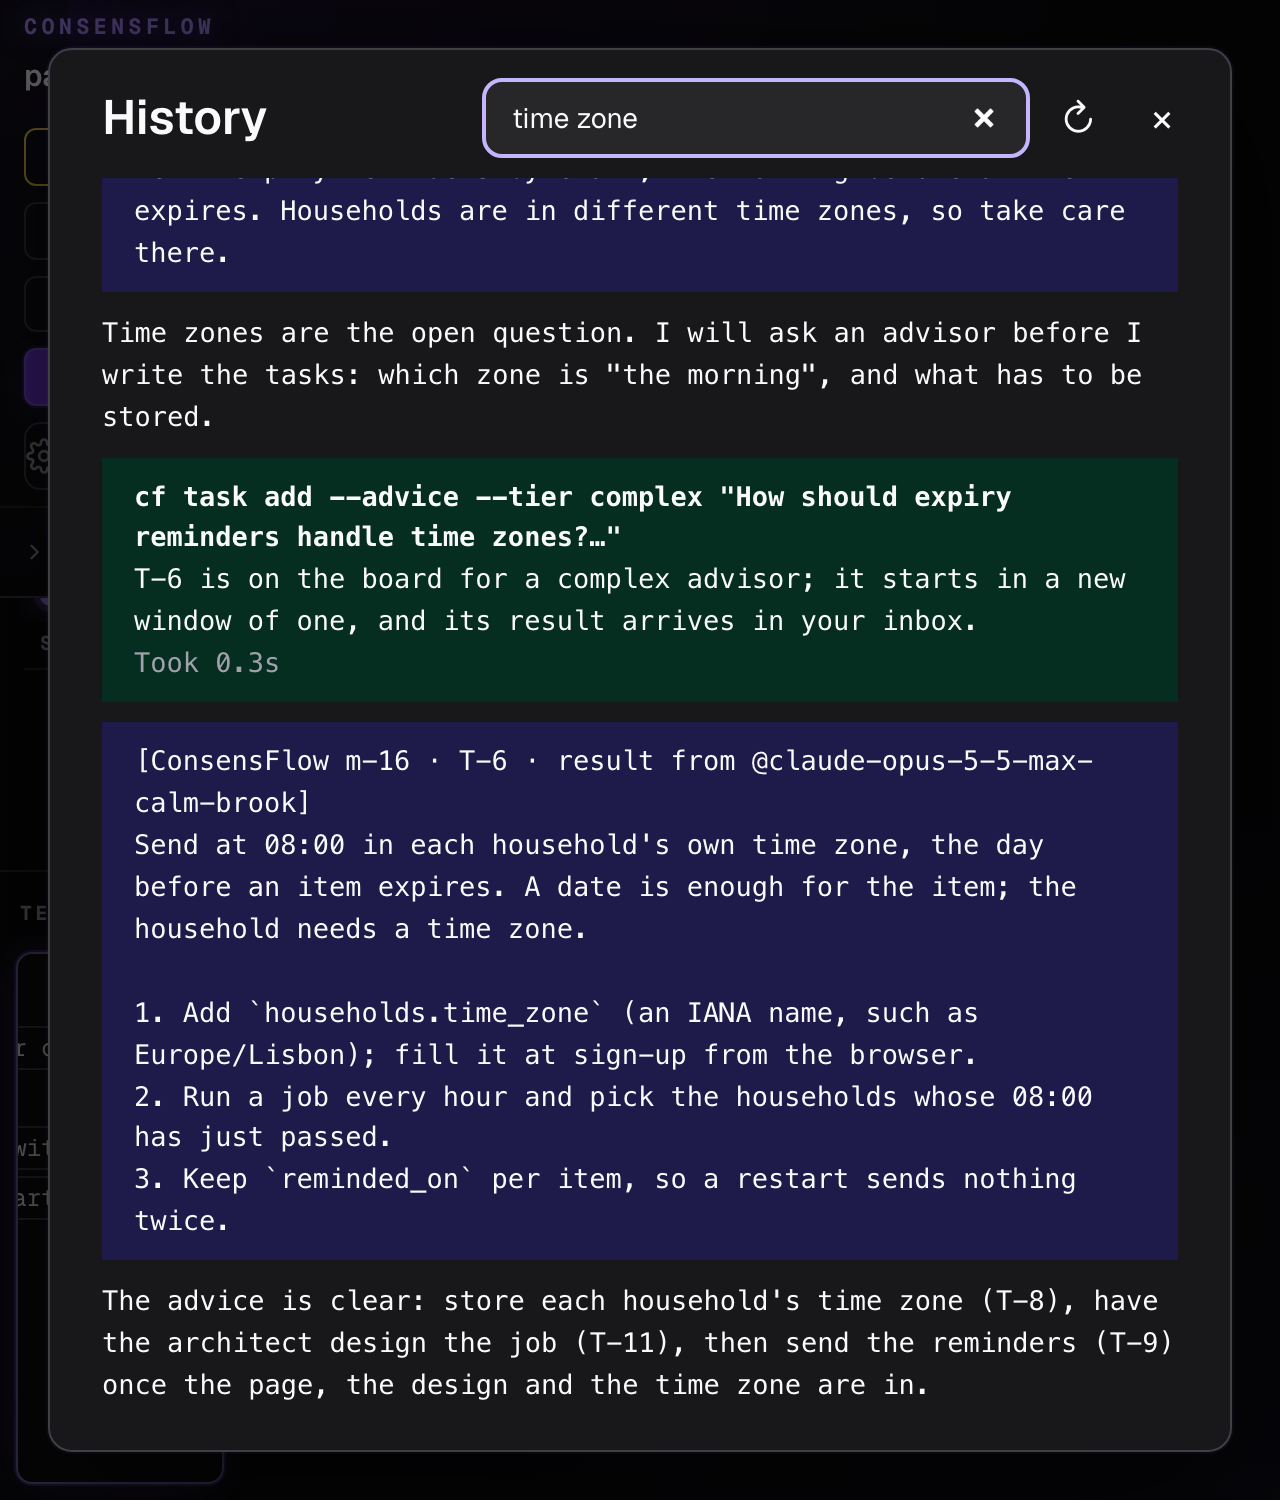 CONSENSFLOW
pa
History
time zone
expires. Households are in different time zones, so take care
there.
Time zones are the open question. I will ask an advisor before I
write the tasks: which zone is "the morning", and what has to be
stored.
cf task add --advice --tier complex "How should expiry
reminders handle time zones?…"
T-6 is on the board for a complex advisor; it starts in a new
window of one, and its result arrives in your inbox.
Took 0.3s
[ConsensFlow m-16 · T-6 · result from @claude-opus-5-5-max-
calm-brook]
Send at 08:00 in each household's own time zone, the day
before an item expires. A date is enough for the item; the
household needs a time zone.
1. Add `households.time_zone` (an IANA name, such as
Europe/Lisbon); fill it at sign-up from the browser.
2. Run a job every hour and pick the households whose 08:00
has just passed.
3. Keep `reminded_on` per item, so a restart sends nothing
twice.
The advice is clear: store each household's time zone (T-8), have
the architect design the job (T-11), then send the reminders (T-9)
once the page, the design and the time zone are in.